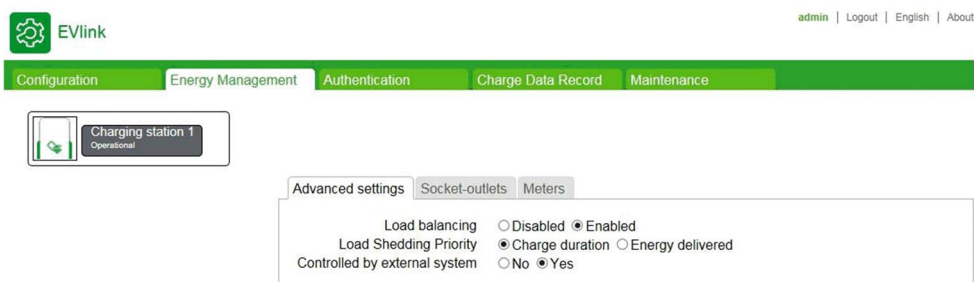 admin | Logout | English | About
EVlink
Configuration Energy Management Authentication Charge Data Record Maintenance
Charging station 1
Operational
Advanced settings Socket-outlets Meters
Load balancing Disabled Enabled
Load Shedding Priority Charge duration Energy delivered
Controlled by external system No Yes